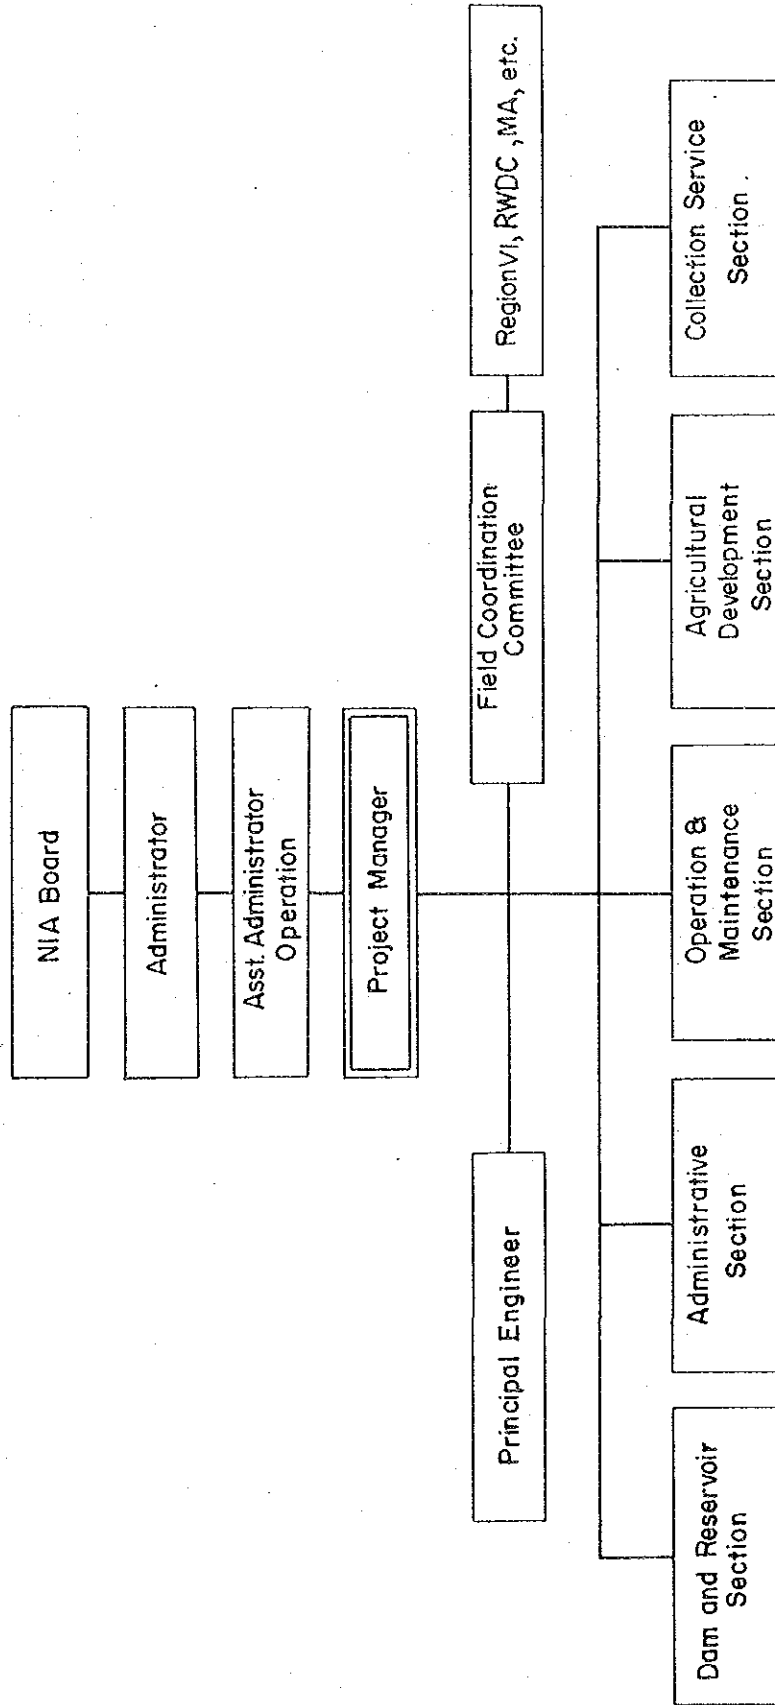 NIA Board
Administrator
Asst. Administrator
Operation
Project Manager
Principal Engineer
Field Coordination
Committee
Region VI, RWDC , MA, etc.
Dam and Reservoir
Section
Administrative
Section
Operation &
Maintenance
Section
Agricultural
Development
Section
Collection Service
Section